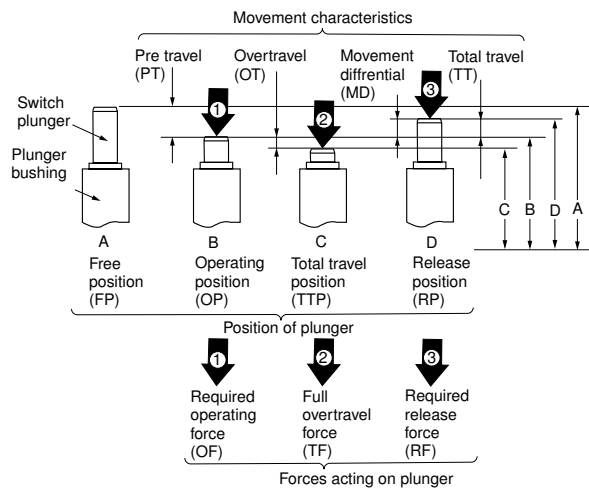 Movement characteristics
Pre travel
(PT)
Overtravel
(OT)
Movement
diffrential
(MD)
Total travel
(TT)
1
2
3
Switch
plunger
Plunger
bushing
C
B
D
A
A
B
C
D
Free
position
(FP)
Operating
position
(OP)
Total travel
position
(TTP)
Release
position
(RP)
Position of plunger
1
2
3
Required
operating
force
(OF)
Full
overtravel
force
(TF)
Required
release
force
(RF)
Forces acting on plunger